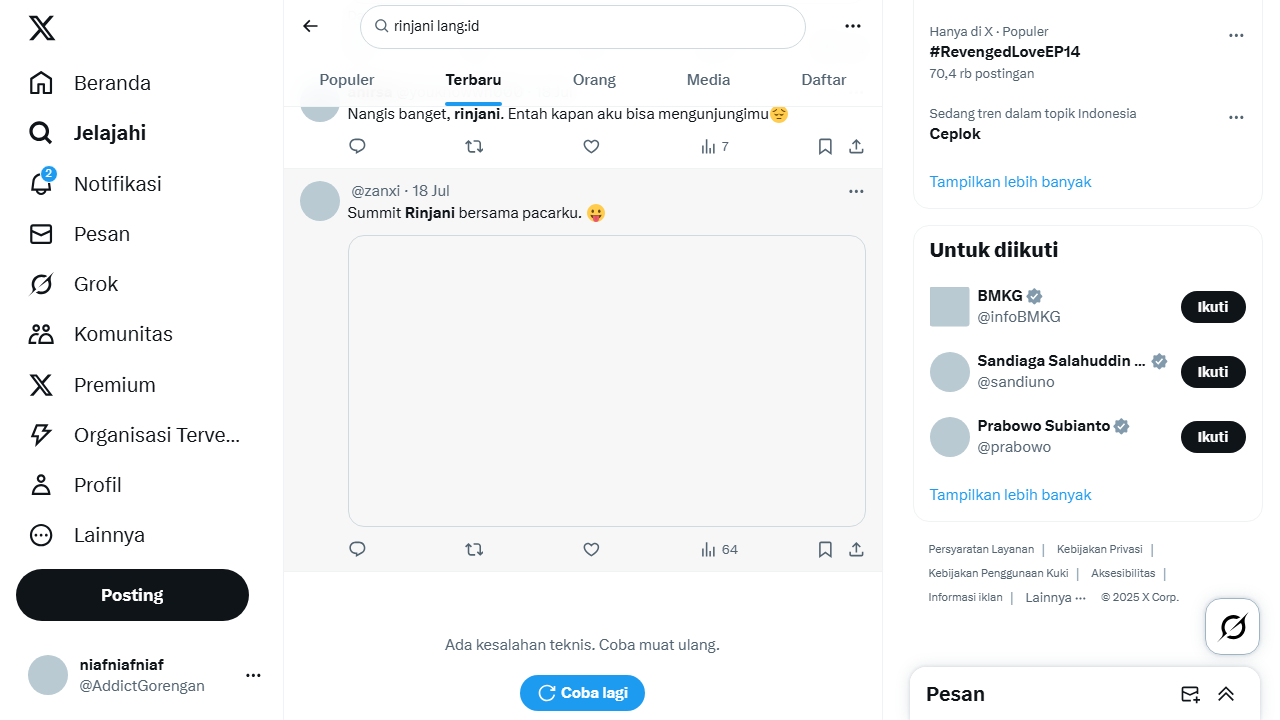 Beranda
Jelajahi
2
Notifikasi
Pesan
Grok
Komunitas
Premium
Organisasi Terve...
Profil
Lainnya
Posting
niafniafniaf
@AddictGorengan
rinjani lang:id
Populer
Terbaru
Orang
Media
Daftar
Nangis banget, rinjani. Entah kapan aku bisa mengunjungimu😔
7
@zanxi · 18 Jul
Summit Rinjani bersama pacarku. 😛
64
Ada kesalahan teknis. Coba muat ulang.
Coba lagi
Hanya di X · Populer
#RevengedLoveEP14
70,4 rb postingan
Sedang tren dalam topik Indonesia
Ceplok
Tampilkan lebih banyak
Untuk diikuti
BMKG
@infoBMKG
Ikuti
Sandiaga Salahuddin ...
@sandiuno
Ikuti
Prabowo Subianto
@prabowo
Ikuti
Tampilkan lebih banyak
Persyaratan Layanan | Kebijakan Privasi |
Kebijakan Penggunaan Kuki | Aksesibilitas |
Informasi iklan | Lainnya ··· © 2025 X Corp.
Pesan